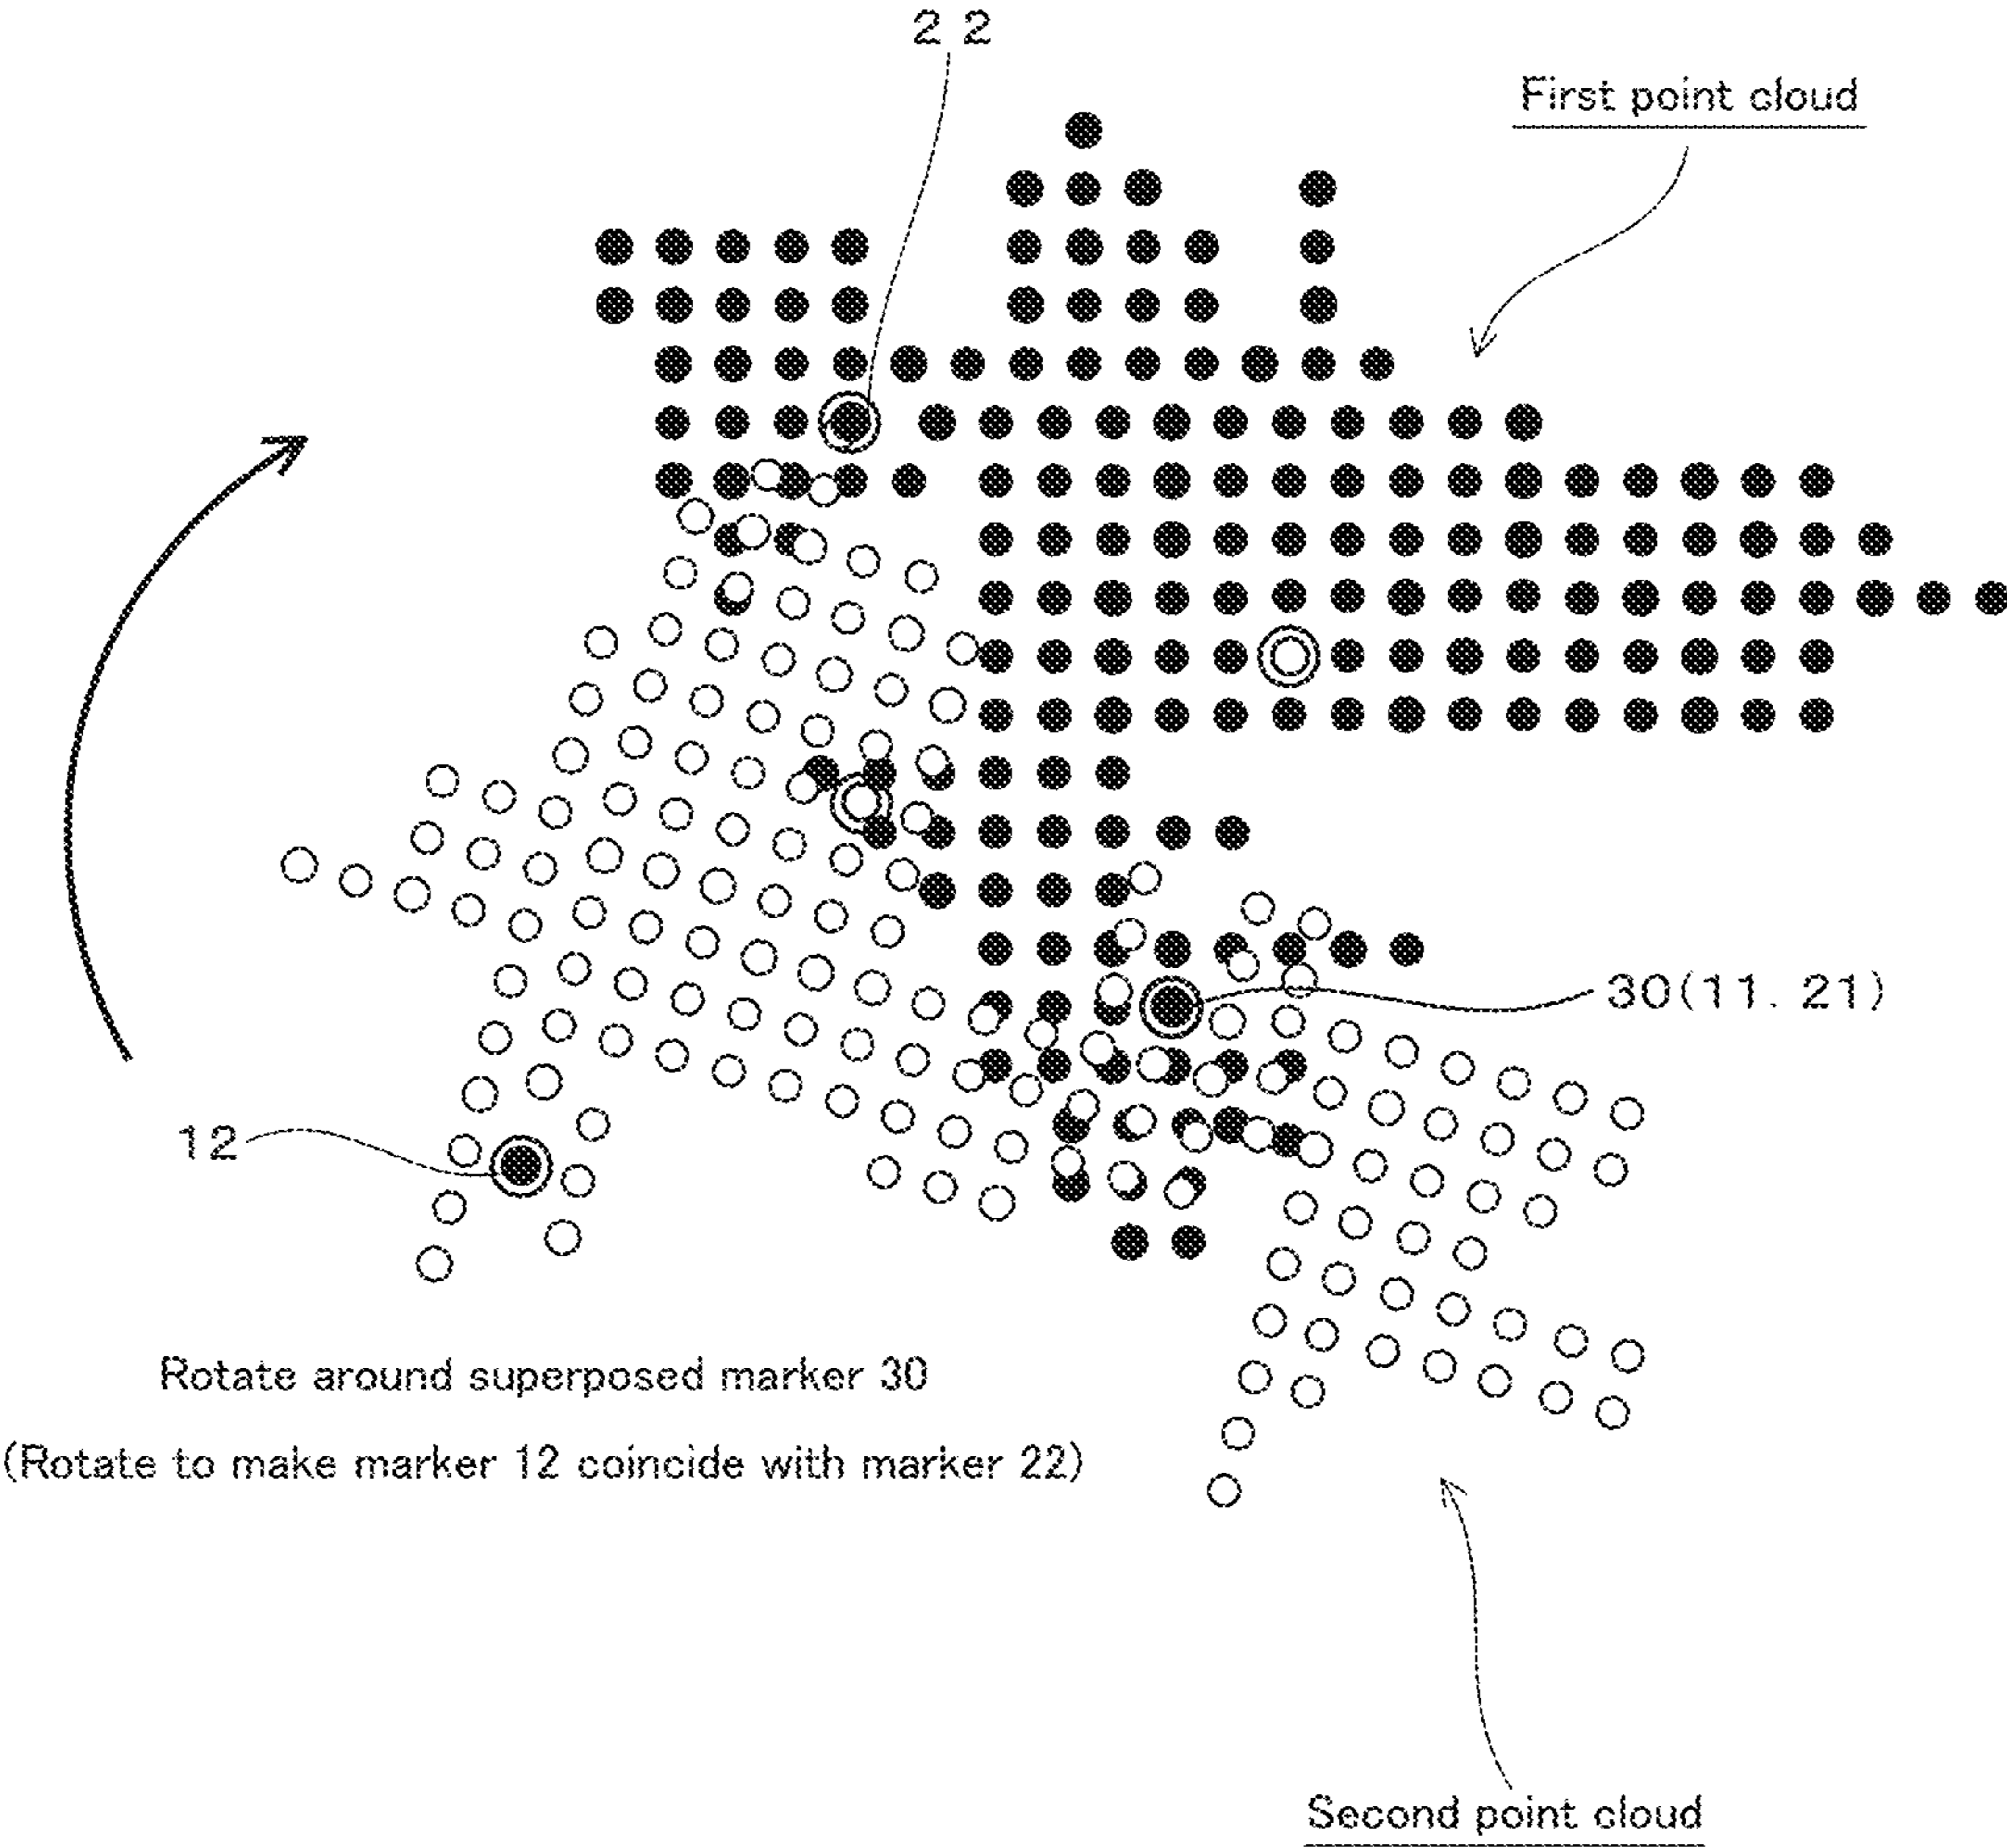 22
First point cloud
30(11. 21)
12
Rotate around superposed marker 30
(Rotate to make marker 12 coincide with marker 22)
Second point cloud